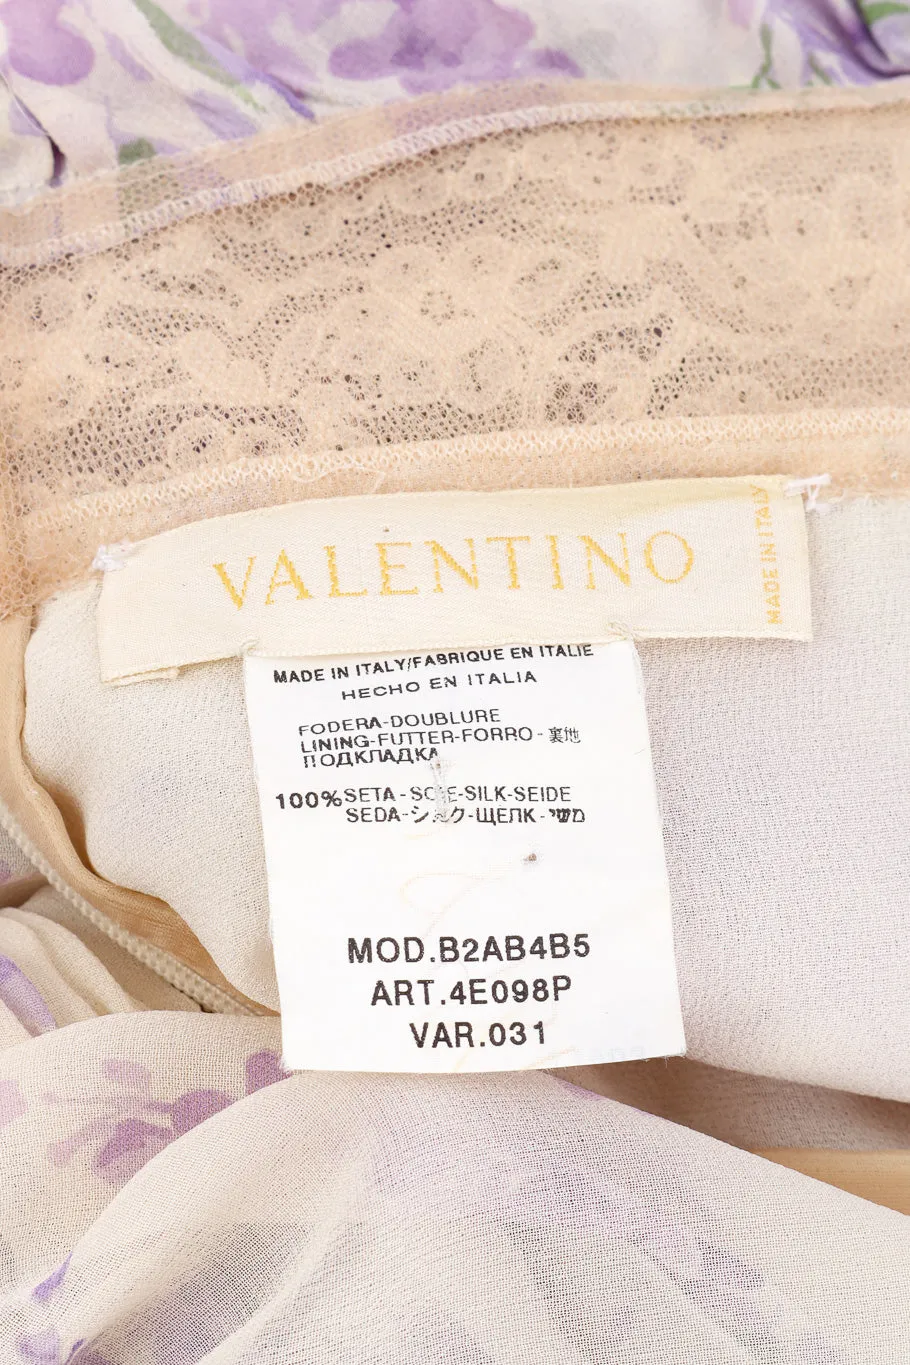 VALENTINO
MADE IN ITALY
MADE IN ITALY/FABRIQUE EN ITALIE
HECHO EN ITALIA
FODERA-DOUBLURE
LINING-FUTTER-FORRO-裏地
ПОДКЛАДКА
100%SETA-SOIE-SILK-SEIDE
SEDA-シルク-ЩЕЛК-משי
MOD.B2AB4B5
ART.4E098P
VAR.031